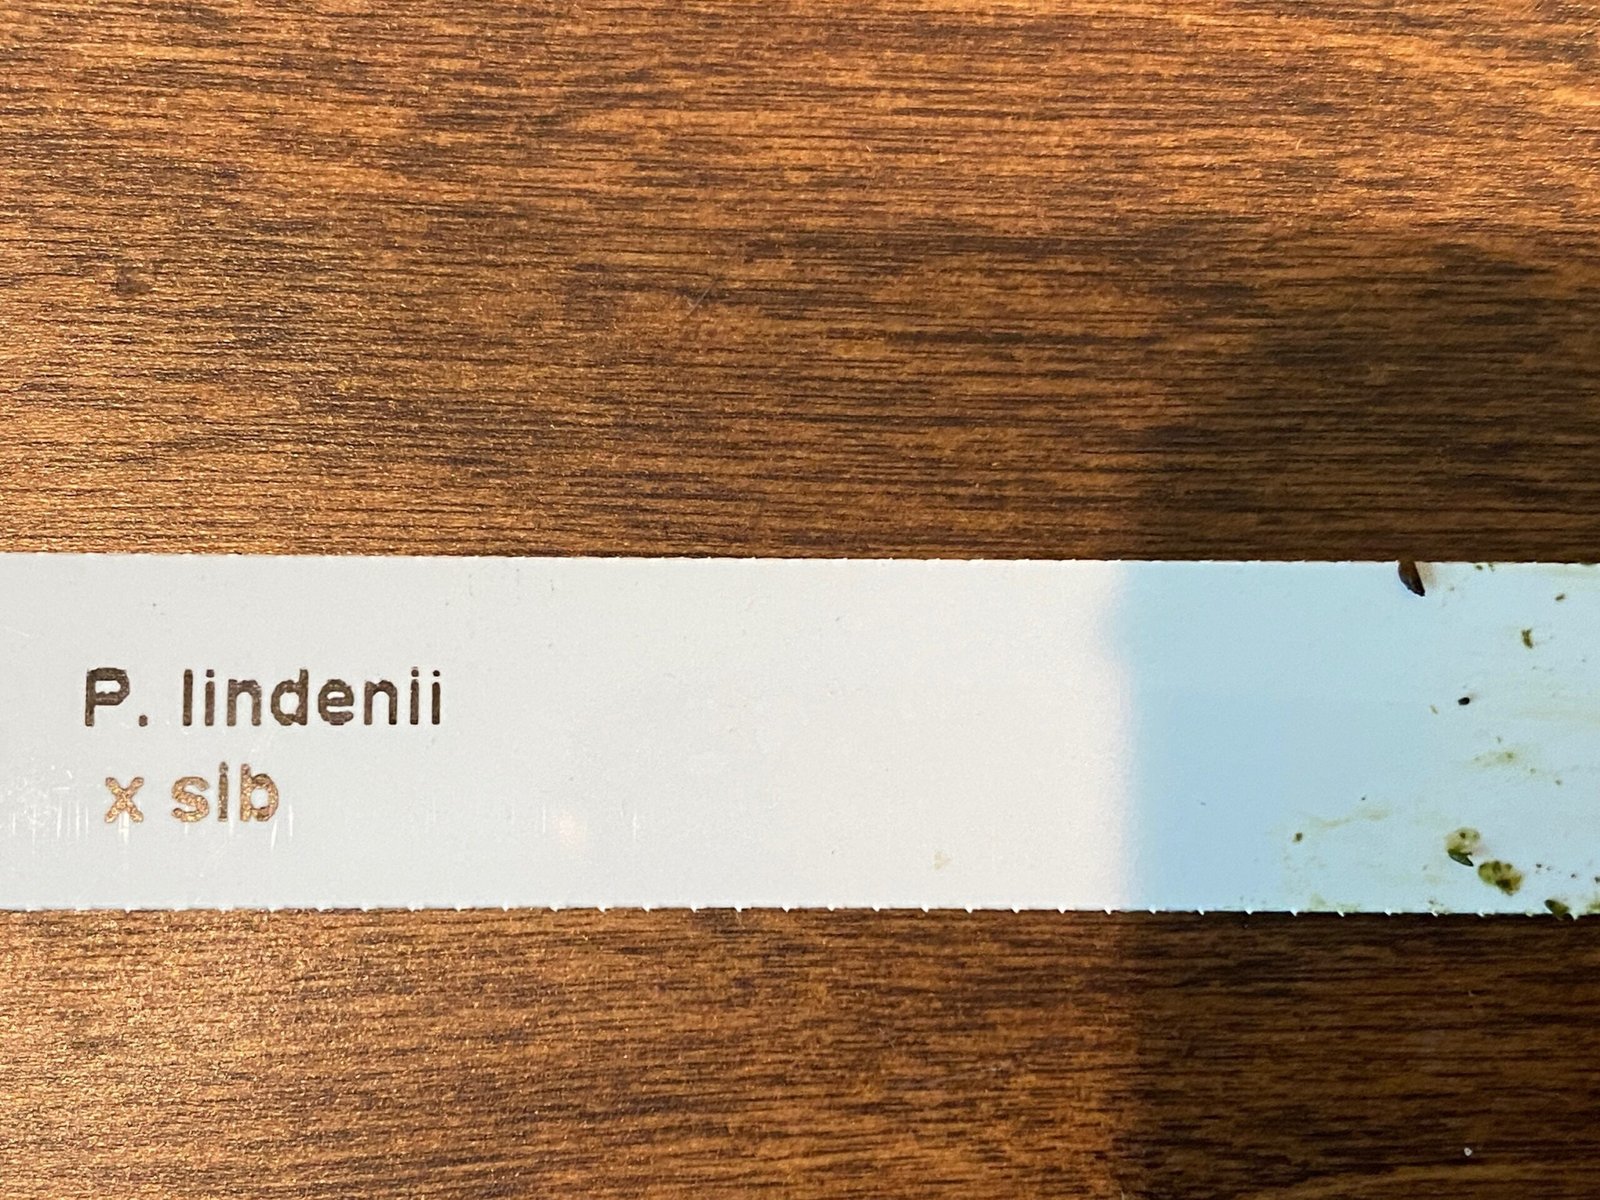 P. lindenii
x sib